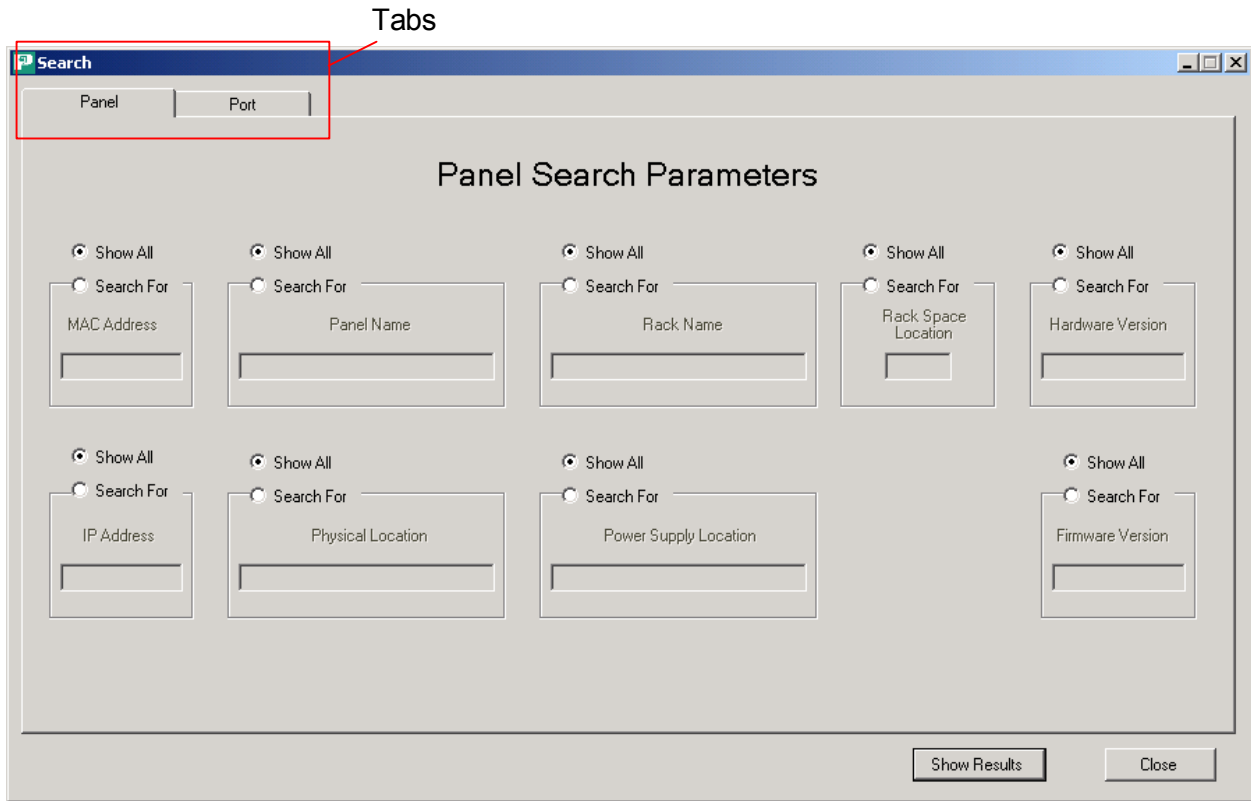 Tabs
Search
Panel Port
Panel Search Parameters
Show All Show All Show All Show All Show All
Search For Search For Search For Search For Search For
MAC Address Panel Name Rack Name Rack Space Location Hardware Version
Show All Show All Show All Show All
Search For Search For Search For Search For
IP Address Physical Location Power Supply Location Firmware Version
Show Results Close